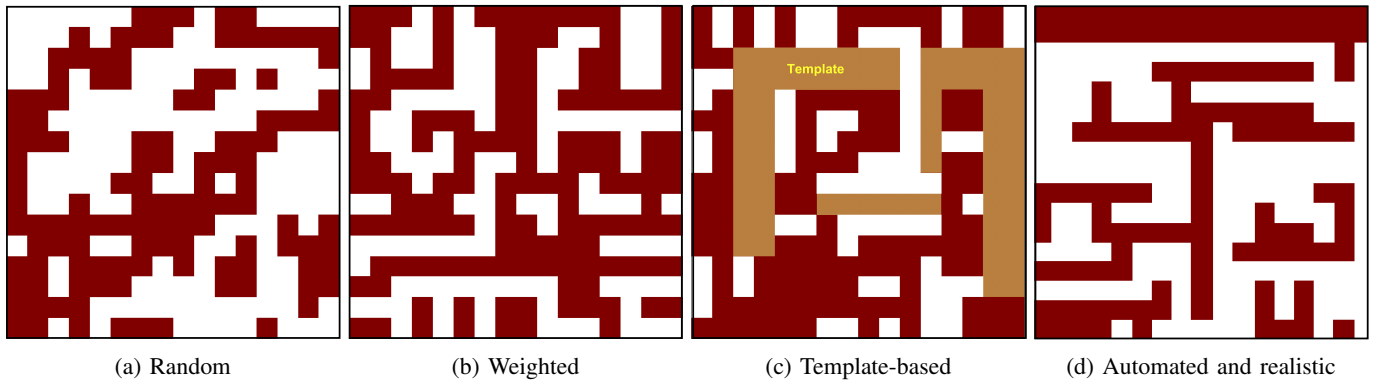 Template
(a) Random
(b) Weighted
(c) Template-based
(d) Automated and realistic